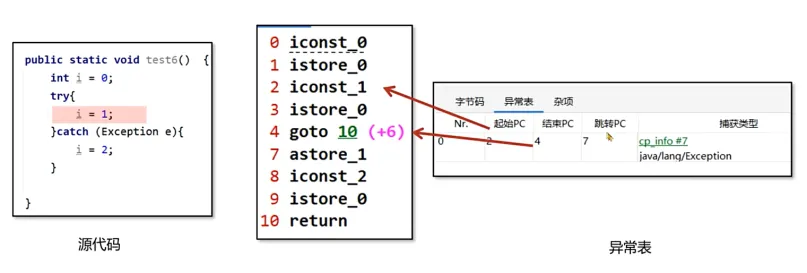 public static void test6() {
int i = 0;
try{
i = 1;
}catch (Exception e){
i = 2;
}
}
源代码
0 iconst_0
1 istore_0
2 iconst_1
3 istore_0
4 goto 10 (+6)
7 astore_1
8 iconst_2
9 istore_0
10 return
字节码 异常表 杂项
Nr. 起始PC 结束PC 跳转PC 捕获类型
0 2 4 7 cp_info #7
java/lang/Exception
异常表